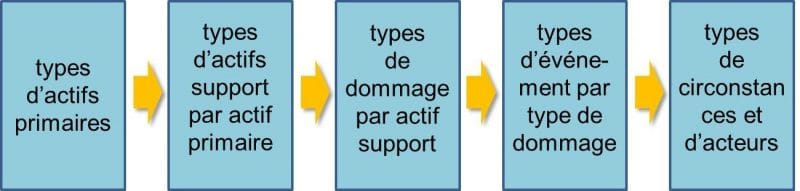 types
d'actifs
primaires
types
d'actifs
support
par actif
primaire
types
de
dommage
par actif
support
types
d'événe-
ment par
type de
dommage
types
de
circonstan
ces et
d'acteurs